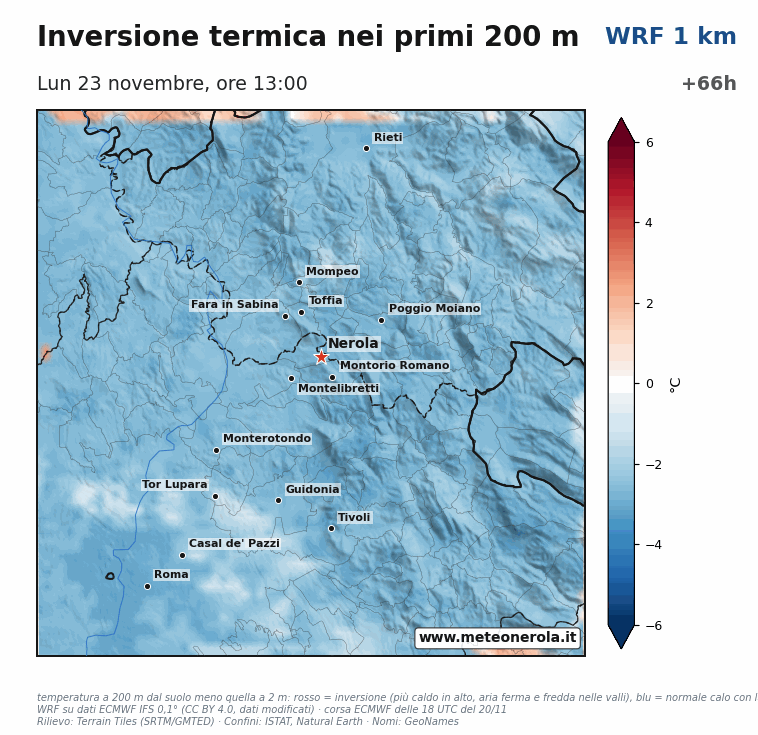 Inversione termica nei primi 200 m
WRF 1 km
Lun 23 novembre, ore 13:00
+66h
Rieti
Mompeo
Toffia
Fara in Sabina
Poggio Moiano
Nerola
Montorio Romano
Montelibretti
Monterotondo
Tor Lupara
Guidonia
Tivoli
Casal de' Pazzi
Roma
www.meteonerola.it
6
4
2
0
−2
−4
−6
°C
temperatura a 200 m dal suolo meno quella a 2 m: rosso = inversione (più caldo in alto, aria ferma e fredda nelle valli), blu = normale calo con
WRF su dati ECMWF IFS 0,1° (CC BY 4.0, dati modificati) · corsa ECMWF delle 18 UTC del 20/11
Rilievo: Terrain Tiles (SRTM/GMTED) · Confini: ISTAT, Natural Earth · Nomi: GeoNames